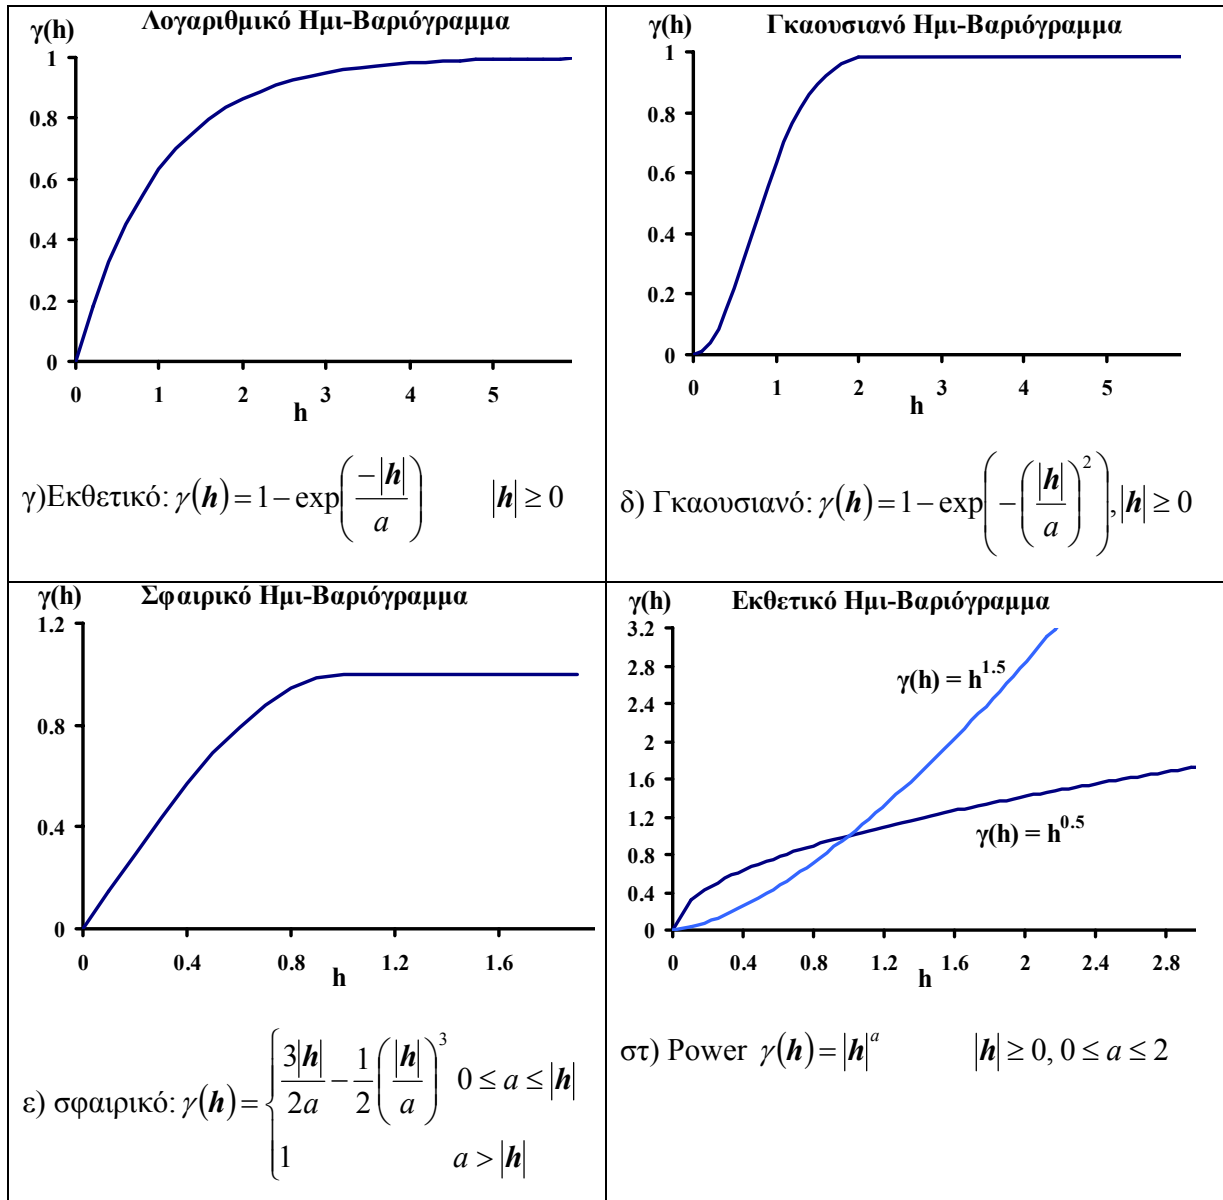 γ(h) Λογαριθμικό Ημι-Βαριόγραμμα
1
0.8
0.6
0.4
0.2
0
0 1 2 3 4 5
h
γ)Εκθετικό: γ(h) = 1 − exp(−|h| / a) |h| ≥ 0
γ(h) Γκαουσιανό Ημι-Βαριόγραμμα
1
0.8
0.6
0.4
0.2
0
0 1 2 3 4 5
h
δ) Γκαουσιανό: γ(h) = 1 − exp(−(|h| / a)²), |h| ≥ 0
γ(h) Σφαιρικό Ημι-Βαριόγραμμα
1.2
0.8
0.4
0
0 0.4 0.8 1.2 1.6
h
ε) σφαιρικό: γ(h) = { 3|h| / 2a − 1/2 (|h| / a)³ 0 ≤ a ≤ |h|
1 a > |h|
γ(h) Εκθετικό Ημι-Βαριόγραμμα
3.2
2.8
2.4
2
1.6
1.2
0.8
0.4
0
γ(h) = h^1.5
γ(h) = h^0.5
0 0.4 0.8 1.2 1.6 2 2.4 2.8
h
στ) Power γ(h) = |h|^a |h| ≥ 0, 0 ≤ a ≤ 2